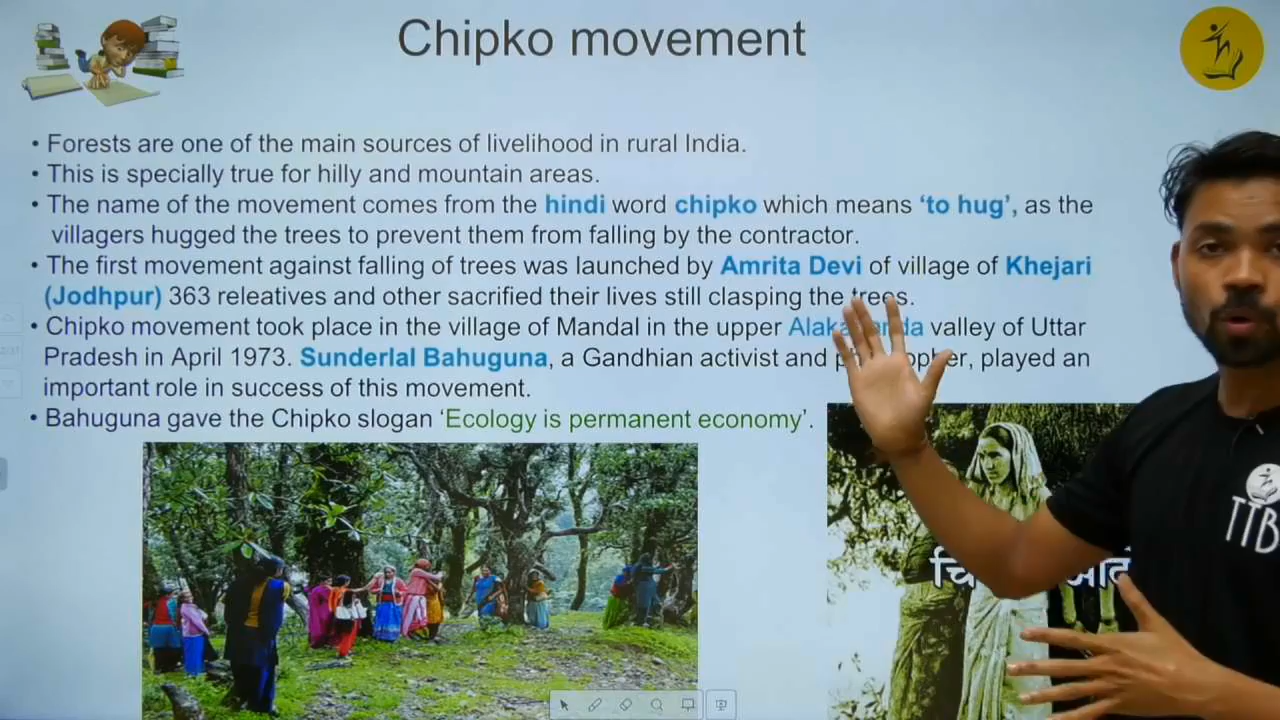 Chipko movement
• Forests are one of the main sources of livelihood in rural India.
• This is specially true for hilly and mountain areas.
• The name of the movement comes from the hindi word chipko which means ‘to hug’, as the
villagers hugged the trees to prevent them from falling by the contractor.
• The first movement against falling of trees was launched by Amrita Devi of village of Khejari
(Jodhpur) 363 releatives and other sacrified their lives still clasping the trees.
• Chipko movement took place in the village of Mandal in the upper valley of Uttar
Pradesh in April 1973. Sunderlal Bahuguna, a Gandhian activist and played an
important role in success of this movement.
• Bahuguna gave the Chipko slogan ‘Ecology is permanent economy’.
TTB